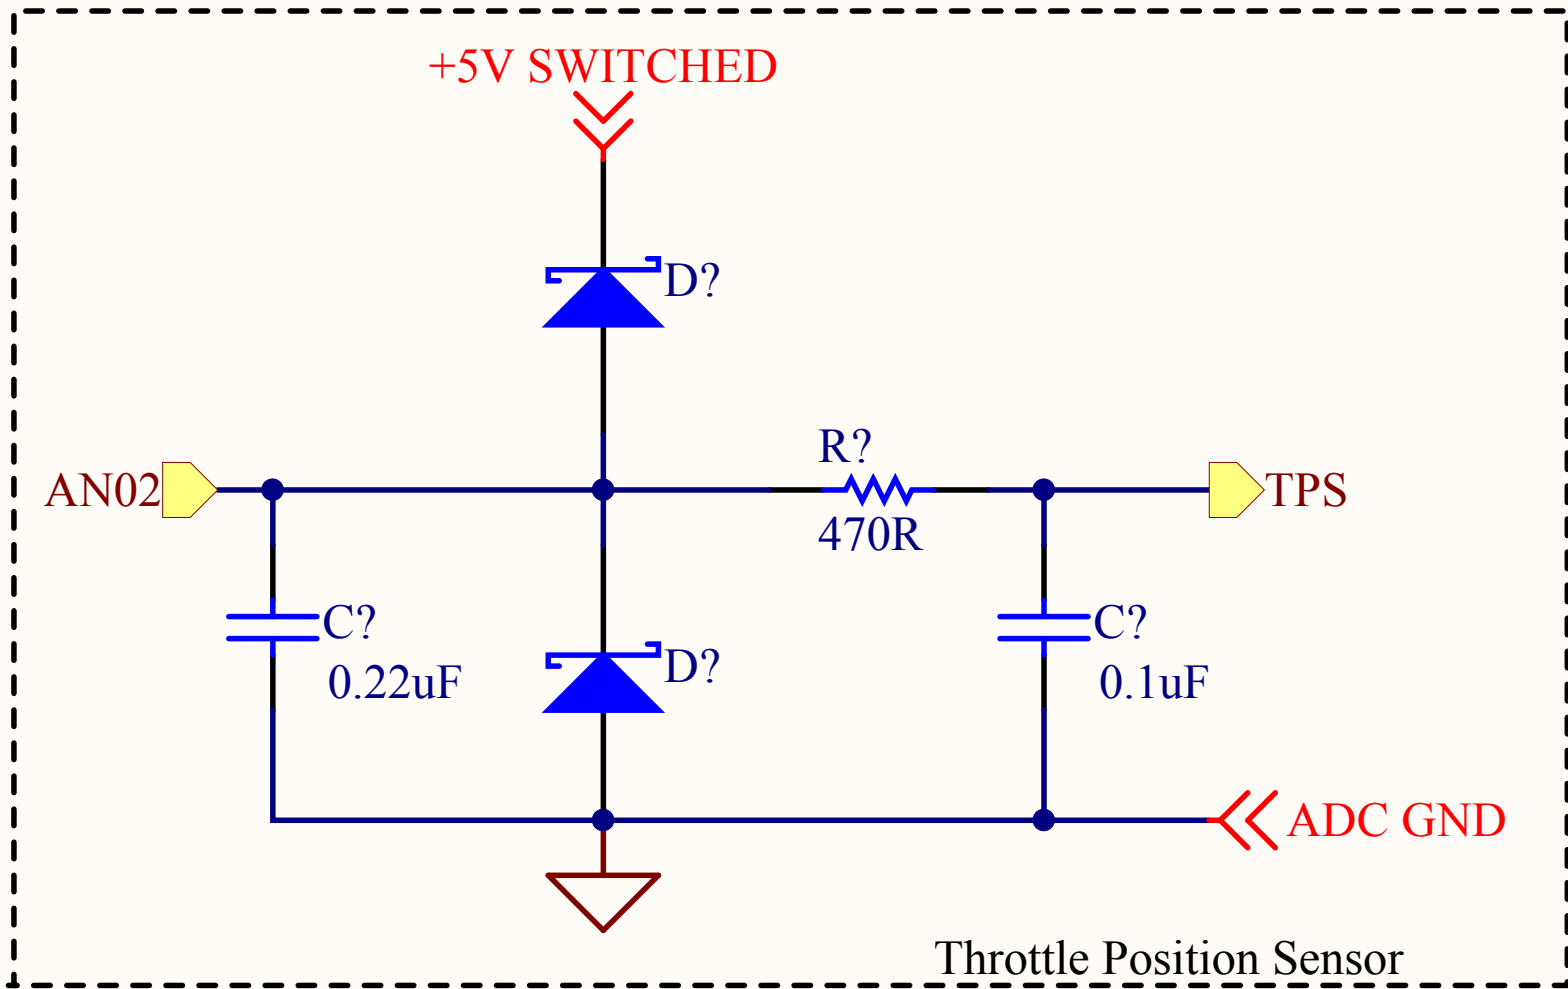 +5V SWITCHED
D?
R?
AN02
TPS
470R
C?
0.22uF
D?
C?
0.1uF
ADC GND
Throttle Position Sensor